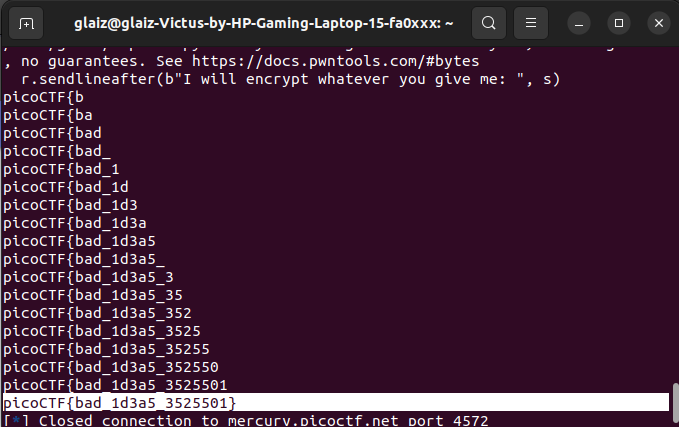 glaiz@glaiz-Victus-by-HP-Gaming-Laptop-15-fa0xxx: ~
, no guarantees. See https://docs.pwntools.com/#bytes
  r.sendlineafter(b"I will encrypt whatever you give me: ", s)
picoCTF{b
picoCTF{ba
picoCTF{bad
picoCTF{bad_
picoCTF{bad_1
picoCTF{bad_1d
picoCTF{bad_1d3
picoCTF{bad_1d3a
picoCTF{bad_1d3a5
picoCTF{bad_1d3a5_
picoCTF{bad_1d3a5_3
picoCTF{bad_1d3a5_35
picoCTF{bad_1d3a5_352
picoCTF{bad_1d3a5_3525
picoCTF{bad_1d3a5_35255
picoCTF{bad_1d3a5_352550
picoCTF{bad_1d3a5_3525501
picoCTF{bad_1d3a5_3525501}
[*] Closed connection to mercury.picoctf.net port 4572